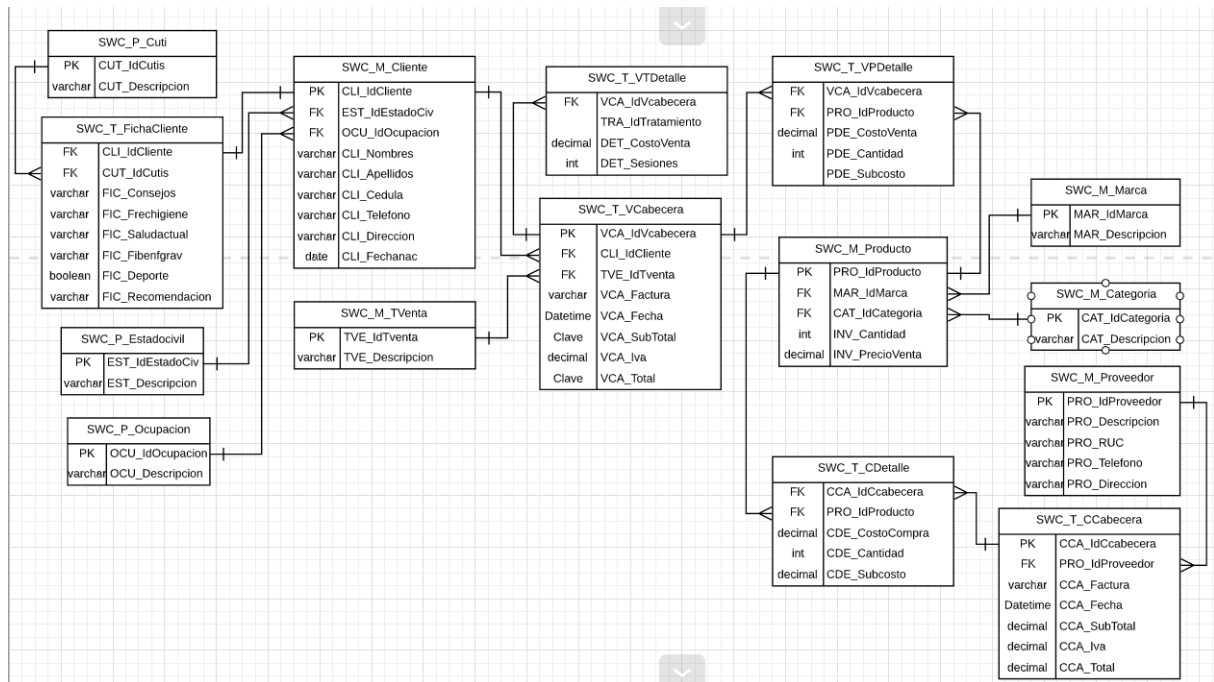 SWC_P_Cuti
PK CUT_IdCutis
varchar CUT_Descripcion
SWC_T_FichaCliente
FK CLI_IdCliente
FK CUT_IdCutis
varchar FIC_Consejos
varchar FIC_Frechigiene
varchar FIC_Saludactual
varchar FIC_Fibenfgrav
boolean FIC_Deporte
varchar FIC_Recomendacion
SWC_P_Estadocivil
PK EST_IdEstadoCiv
varchar EST_Descripcion
SWC_P_Ocupacion
PK OCU_IdOcupacion
varchar OCU_Descripcion
SWC_M_Cliente
PK CLI_IdCliente
FK EST_IdEstadoCiv
FK OCU_IdOcupacion
varchar CLI_Nombres
varchar CLI_Apellidos
varchar CLI_Cedula
varchar CLI_Telefono
varchar CLI_Direccion
date CLI_Fechanac
SWC_M_TVenta
PK TVE_IdTventa
varchar TVE_Descripcion
SWC_T_VTDetalle
FK VCA_IdVcabecera
TRA_IdTratamiento
decimal DET_CostoVenta
int DET_Sesiones
SWC_T_VCabecera
PK VCA_IdVcabecera
FK CLI_IdCliente
FK TVE_IdTventa
varchar VCA_Factura
Datetime VCA_Fecha
Clave VCA_SubTotal
decimal VCA_Iva
Clave VCA_Total
SWC_T_VPDetalle
FK VCA_IdVcabecera
FK PRO_IdProducto
decimal PDE_CostoVenta
int PDE_Cantidad
PDE_Subcosto
SWC_M_Producto
PK PRO_IdProducto
FK MAR_IdMarca
FK CAT_IdCategoria
int INV_Cantidad
decimal INV_PrecioVenta
SWC_T_CDetalle
FK CCA_IdCcabecera
FK PRO_IdProducto
decimal CDE_CostoCompra
int CDE_Cantidad
decimal CDE_Subcosto
SWC_M_Marca
PK MAR_IdMarca
varchar MAR_Descripcion
SWC_M_Categoria
PK CAT_IdCategoria
varchar CAT_Descripcion
SWC_M_Proveedor
PK PRO_IdProveedor
varchar PRO_Descripcion
varchar PRO_RUC
varchar PRO_Telefono
varchar PRO_Direccion
SWC_T_CCabecera
PK CCA_IdCcabecera
FK PRO_IdProveedor
varchar CCA_Factura
Datetime CCA_Fecha
decimal CCA_SubTotal
decimal CCA_Iva
decimal CCA_Total